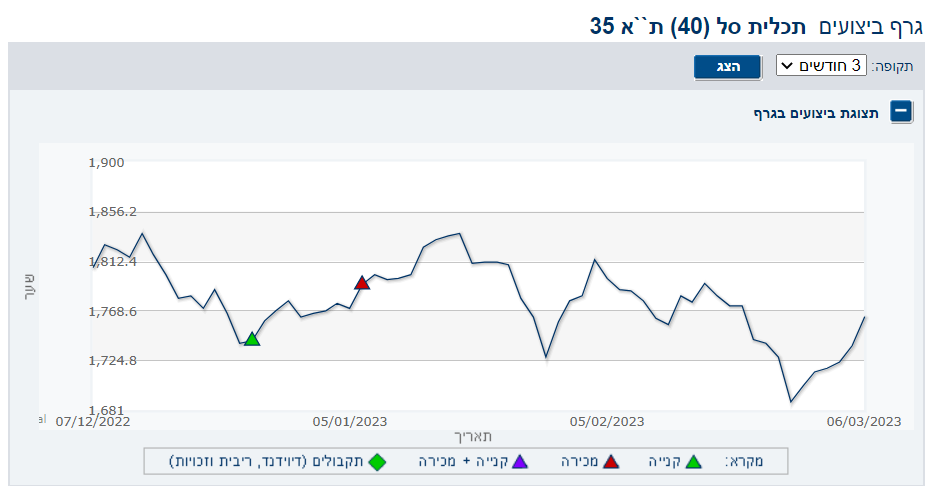 גרף ביצועים תכלית סל (40) ת``א 35
תקופה: 3 חודשים הצג
תצוגת ביצועים בגרף
1,900
1,856.2
1,812.4
1,768.6
1,724.8
1,681
שער
al
07/12/2022 05/01/2023 05/02/2023 06/03/2023
תאריך
מקרא: קנייה מכירה קנייה + מכירה תקבולים (דיוידנד, ריבית וזכויות)